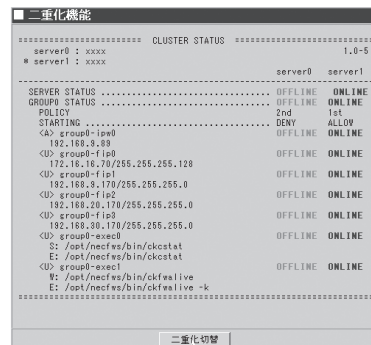 ■ 二重化機能
======================= CLUSTER STATUS =======================
server0 : xxxx 1.0-5
* server1 : xxxx
server0 server1
SERVER STATUS ................................ OFFLINE ONLINE
GROUP0 STATUS ................................ OFFLINE ONLINE
POLICY 2nd 1st
STARTING ................................ DENY ALLOW
<A> group0-ipw0 OFFLINE ONLINE
192.168.9.89
<U> group0-fip0 OFFLINE ONLINE
172.16.16.70/255.255.255.128
<U> group0-fip1 OFFLINE ONLINE
192.168.9.170/255.255.255.0
<U> group0-fip2 OFFLINE ONLINE
192.168.20.170/255.255.255.0
<U> group0-fip3 OFFLINE ONLINE
192.168.30.170/255.255.255.0
<U> group0-exec0 OFFLINE ONLINE
S: /opt/necfws/bin/ckcstat
E: /opt/necfws/bin/ckcstat
<U> group0-exec1 OFFLINE ONLINE
W: /opt/necfws/bin/ckfwalive
E: /opt/necfws/bin/ckfwalive -k
二重化切替